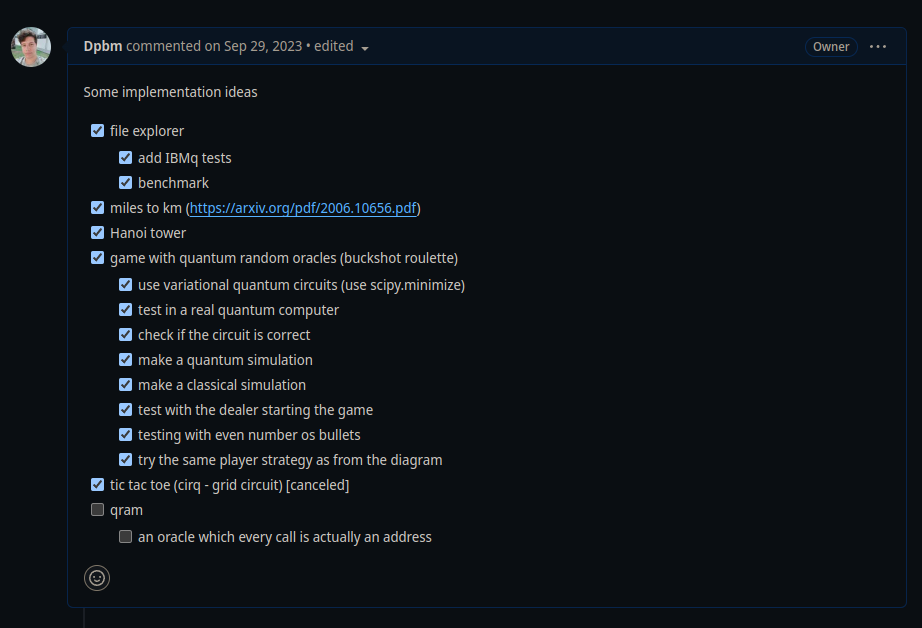 Dpbm commented on Sep 29, 2023 • edited
Owner
Some implementation ideas
file explorer
add IBMq tests
benchmark
miles to km (https://arxiv.org/pdf/2006.10656.pdf)
Hanoi tower
game with quantum random oracles (buckshot roulette)
use variational quantum circuits (use scipy.minimize)
test in a real quantum computer
check if the circuit is correct
make a quantum simulation
make a classical simulation
test with the dealer starting the game
testing with even number os bullets
try the same player strategy as from the diagram
tic tac toe (cirq - grid circuit) [canceled]
qram
an oracle which every call is actually an address